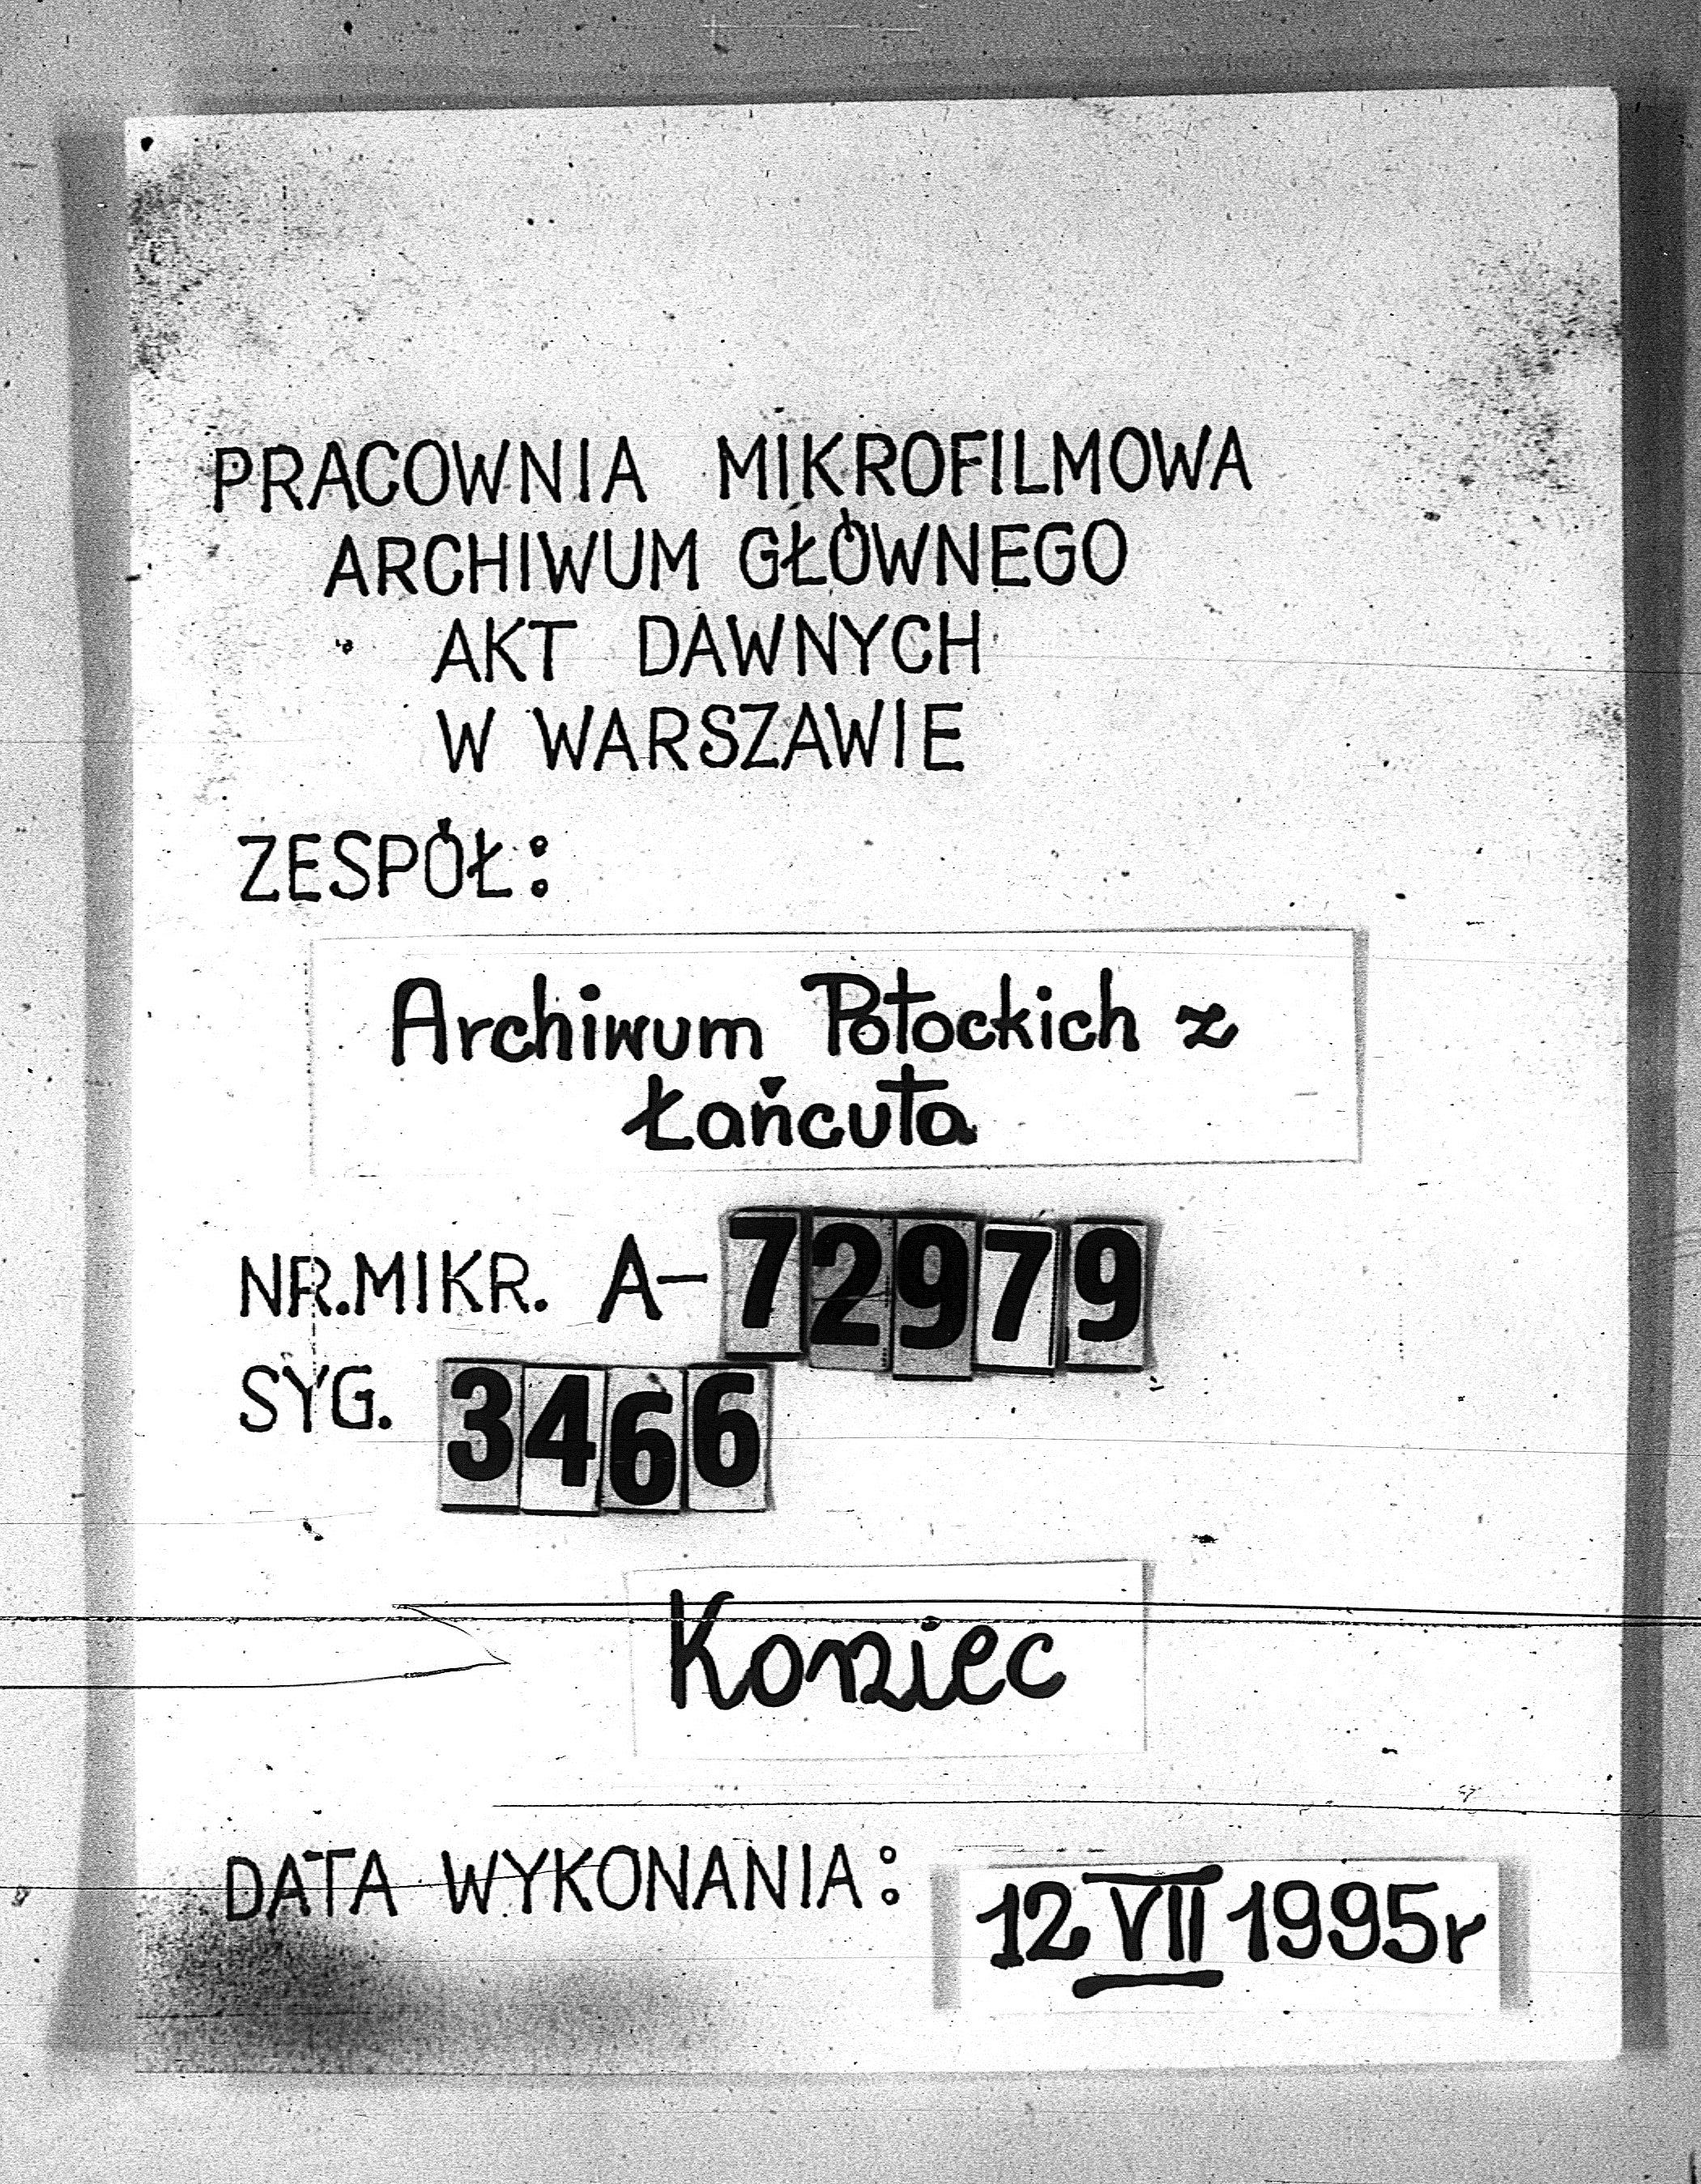 PRACOWNIA MIKROFILMOWA
ARCHIWUM GŁÓWNEGO
AKT DAWNYCH
W WARSZAWIE
ZESPÓŁ:
Archiwum Potockich z
Łańcuta
NR.MIKR. A-72979
SYG. 3466
Koniec
DATA WYKONANIA: 12 VII 1995r